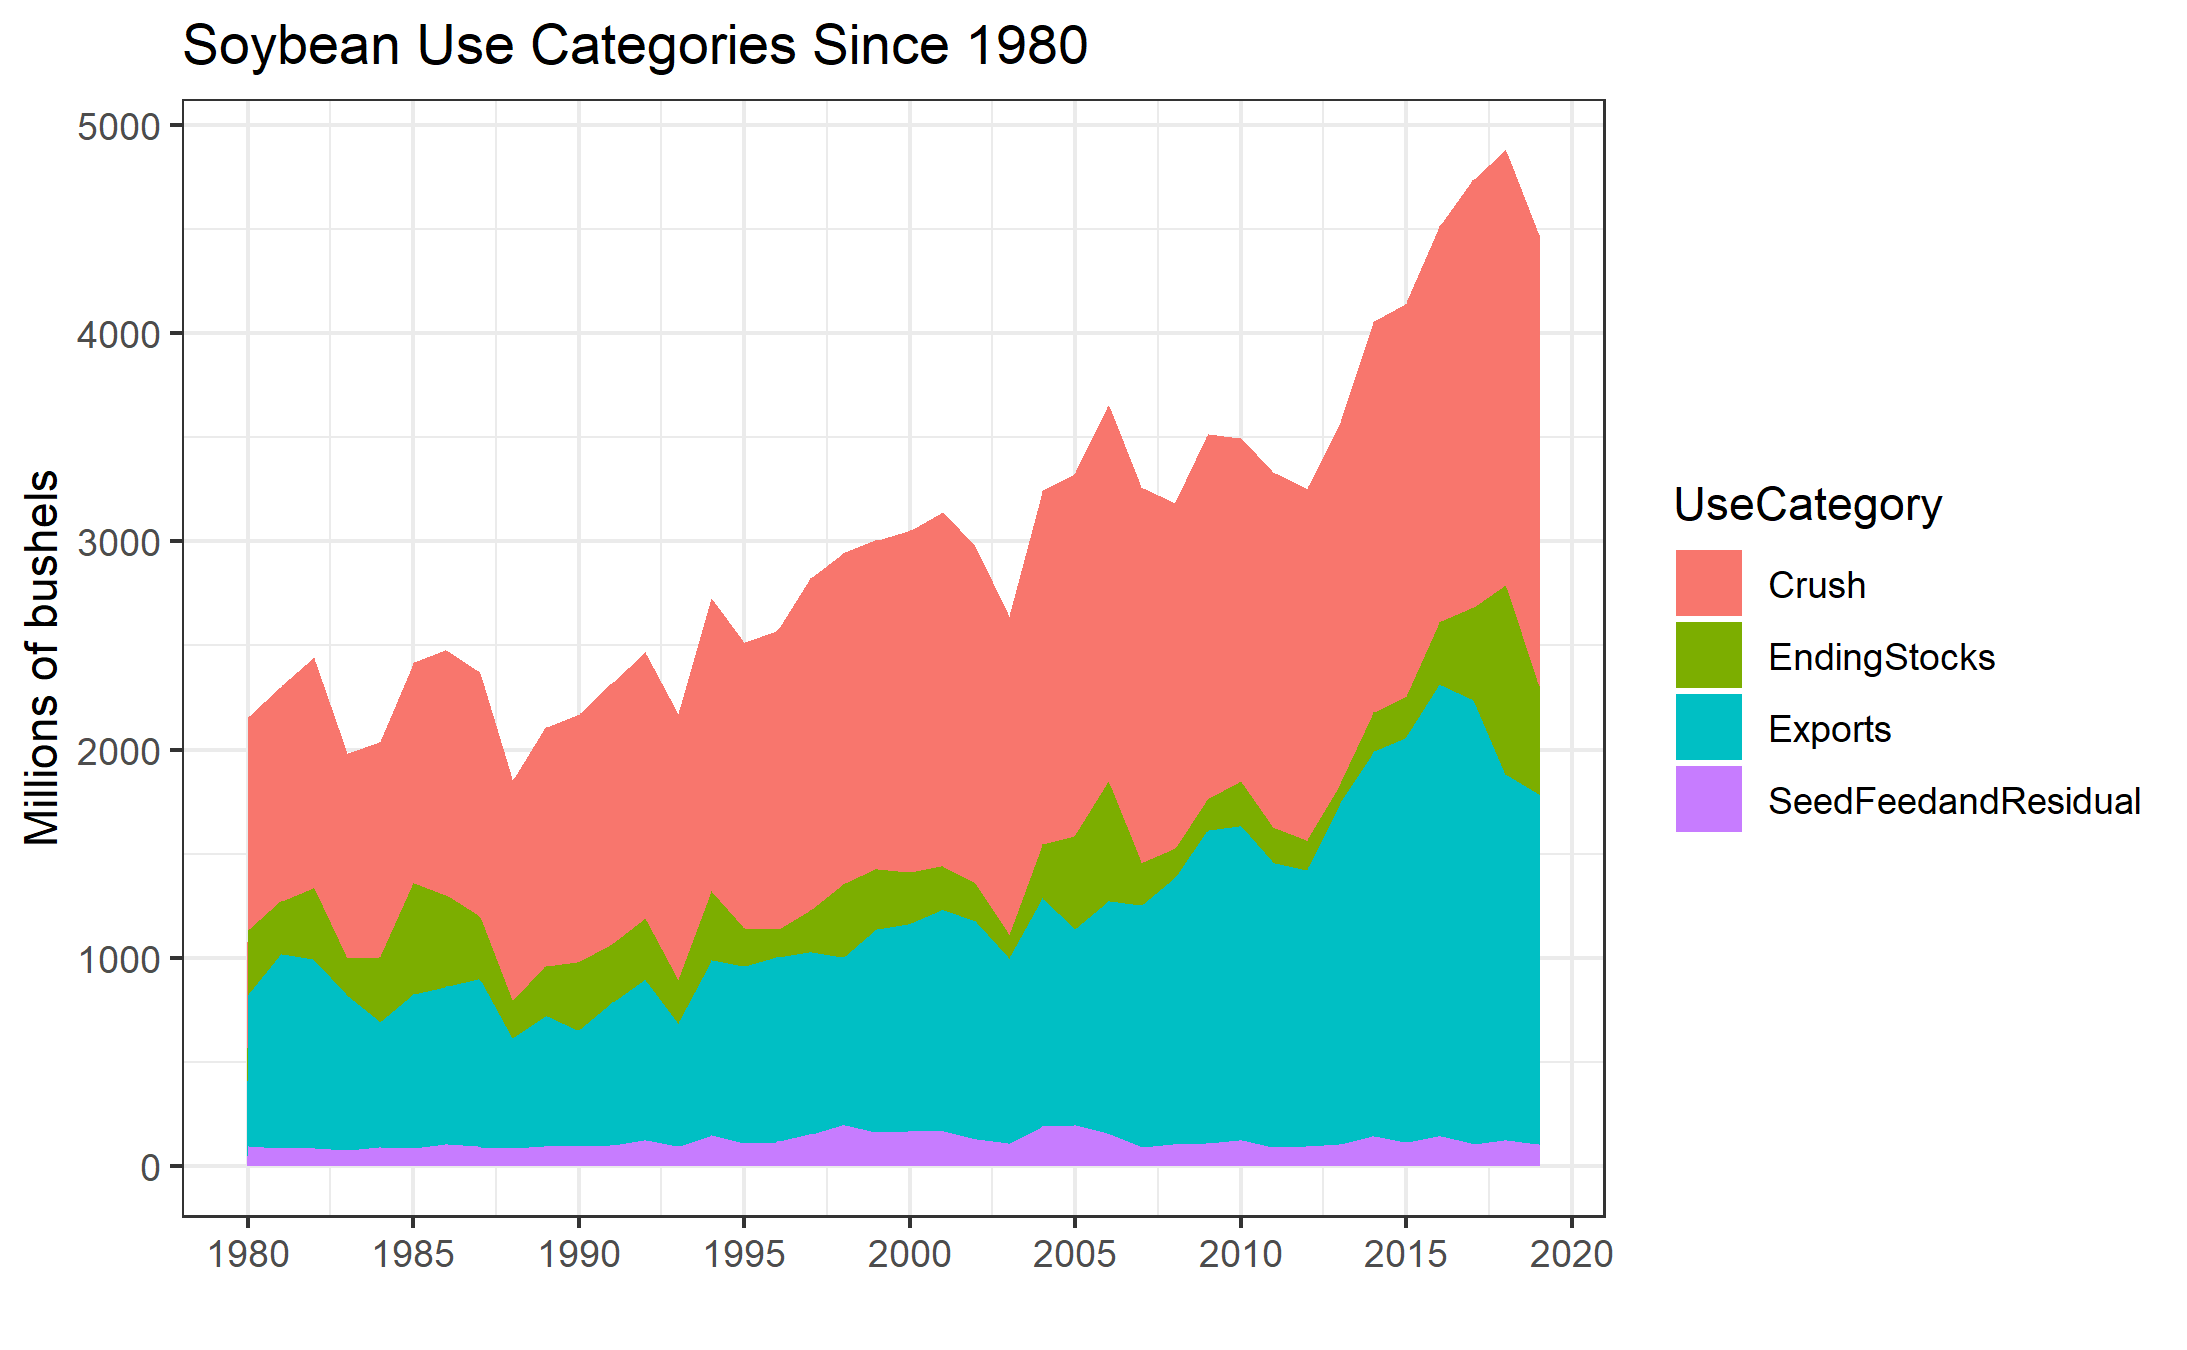 Soybean Use Categories Since 1980
5000
4000
3000
2000
1000
0
Millions of bushels
1980 1985 1990 1995 2000 2005 2010 2015 2020
UseCategory
Crush
EndingStocks
Exports
SeedFeedandResidual